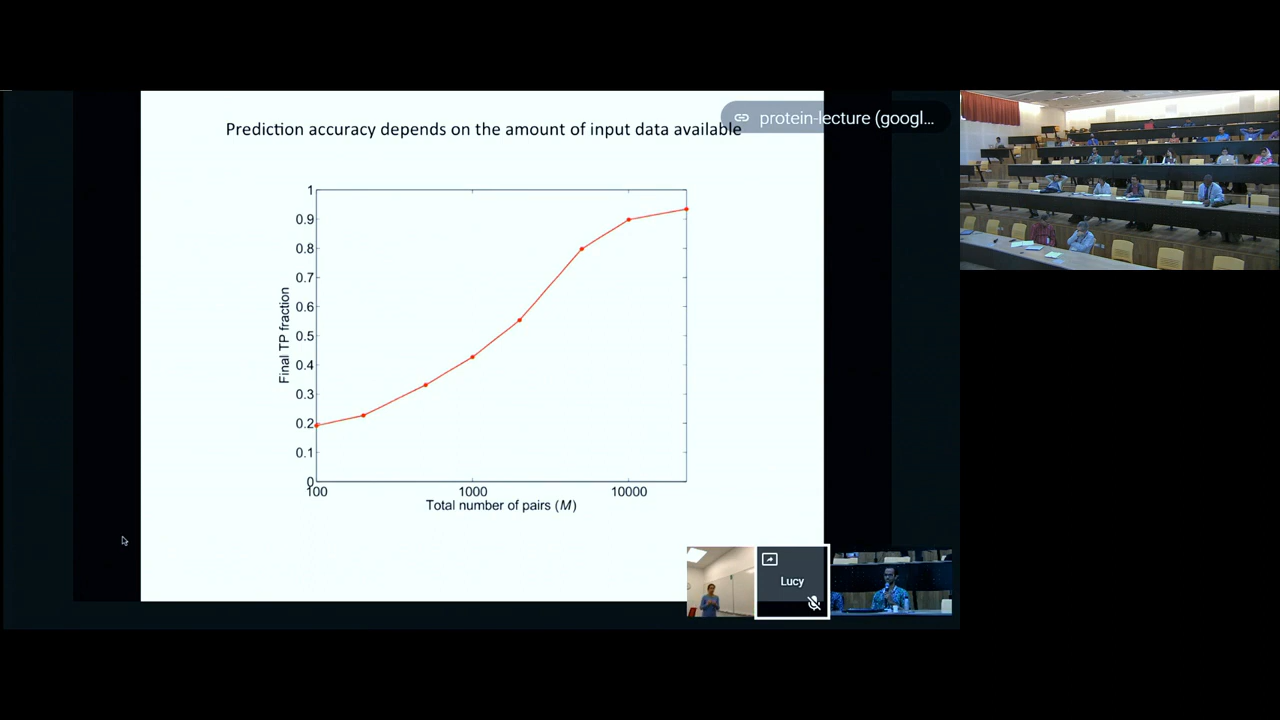 Prediction accuracy depends on the amount of input data available
protein-lecture (googl...
1
0.9
0.8
0.7
0.6
0.5
0.4
0.3
0.2
0.1
0
Final TP fraction
100
1000
10000
Total number of pairs (M)
Lucy